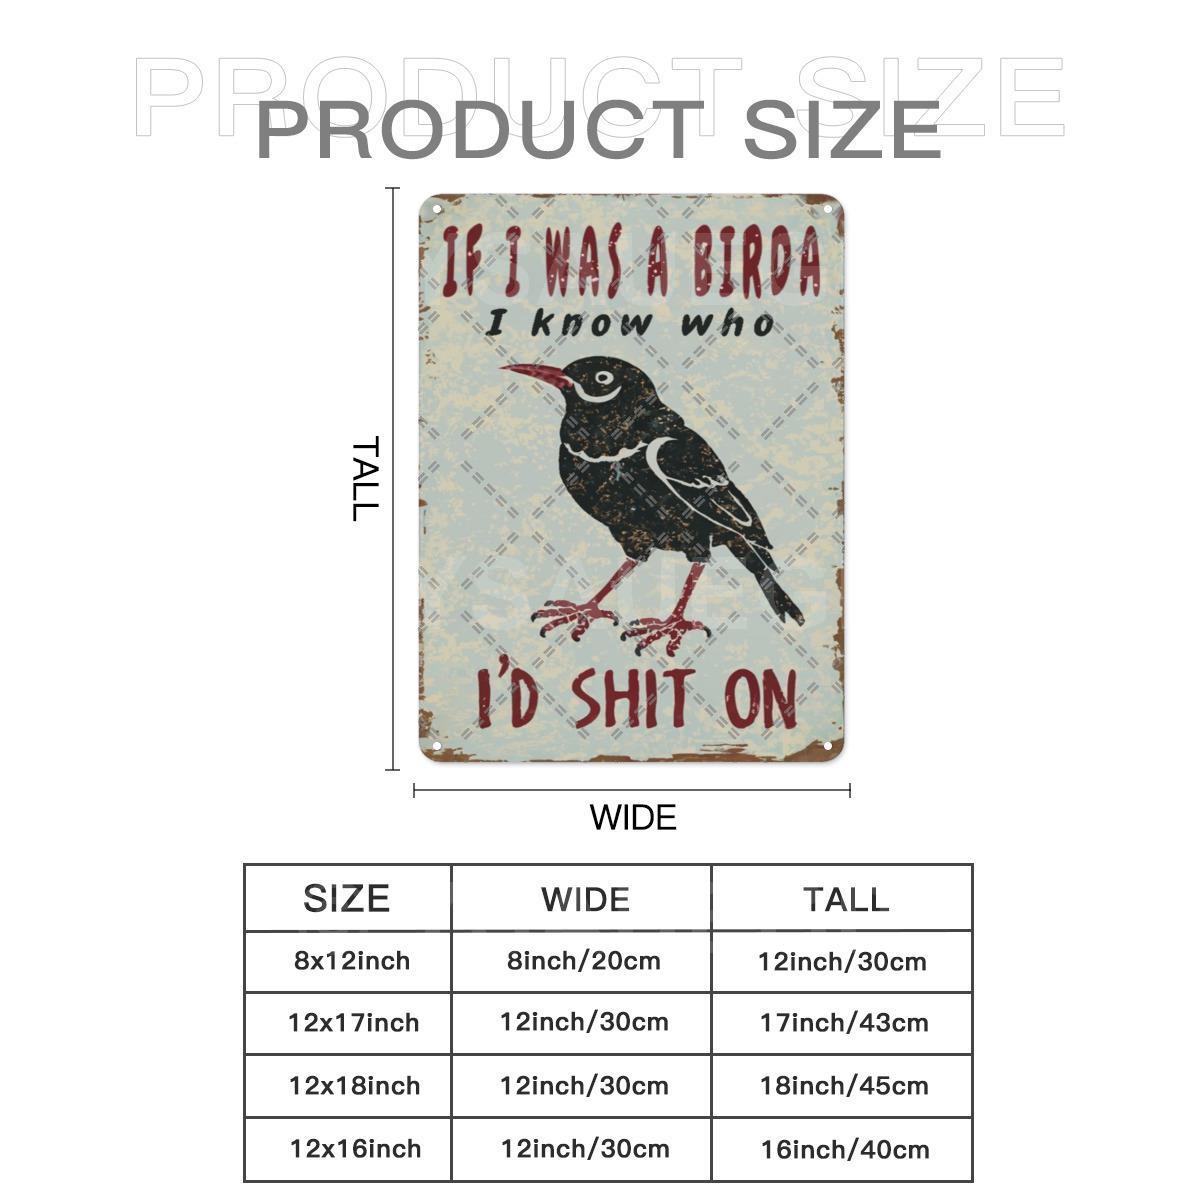 PRODUCT SIZE
PRODUCT SIZE
IF I WAS A BIRDA
I know who
I'D SHIT ON
TALL
WIDE
SIZE WIDE TALL
8x12inch 8inch/20cm 12inch/30cm
12x17inch 12inch/30cm 17inch/43cm
12x18inch 12inch/30cm 18inch/45cm
12x16inch 12inch/30cm 16inch/40cm